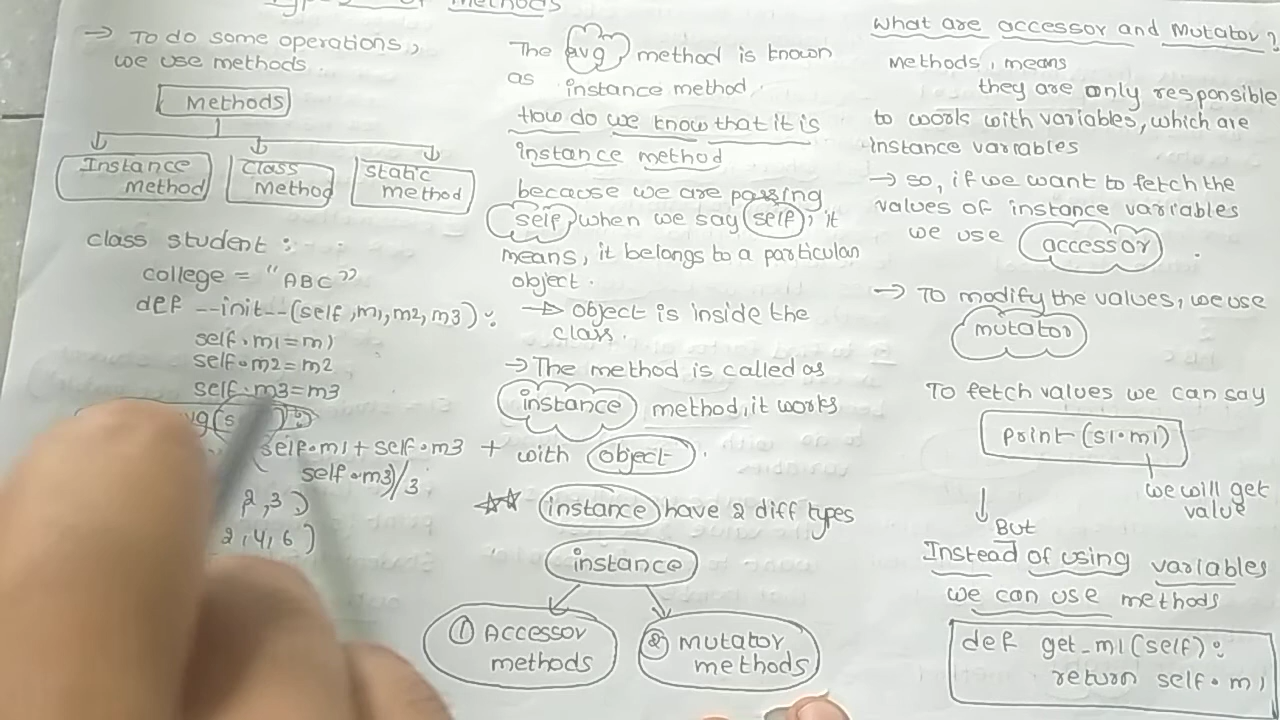 of methods
→ To do some operations,
we use methods.
Methods
Instance method
Class method
Static method
class student :
college = "ABC"
def __init__(self,m1,m2,m3):
self.m1=m1
self.m2=m2
self.m3=m3
self.m1 + self.m3 +
self.m3)/3
2,3)
2,4,6)
The avg method is known
as instance method.
How do we know that it is
instance method
because we are passing
self, when we say self, it
means, it belongs to a particular
object.
→ object is inside the
class.
→ The method is called as
instance method, it works
with object.
☆☆ instance have 2 diff types
instance
① Accessor
methods
② Mutator
methods
What are accessor and Mutator?
Methods, means
they are only responsible
to work with variables, which are
instance variables
→ so, if we want to fetch the
values of instance variables
we use accessor.
→ To modify the values, we use
mutator
To fetch values we can say
print(s1.m1)
we will get
value
↓ But
Instead of using variables
we can use methods
def get_m1(self):
return self.m1